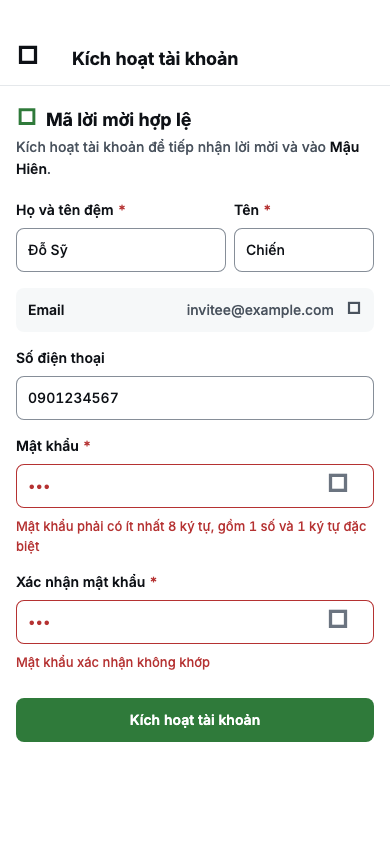 Kích hoạt tài khoản
Mã lời mời hợp lệ
Kích hoạt tài khoản để tiếp nhận lời mời và vào Mậu
Hiên.
Họ và tên đệm * Tên *
Đỗ Sỹ Chiến
Email invitee@example.com
Số điện thoại
0901234567
Mật khẩu *
•••
Mật khẩu phải có ít nhất 8 ký tự, gồm 1 số và 1 ký tự đặc
biệt
Xác nhận mật khẩu *
•••
Mật khẩu xác nhận không khớp
Kích hoạt tài khoản